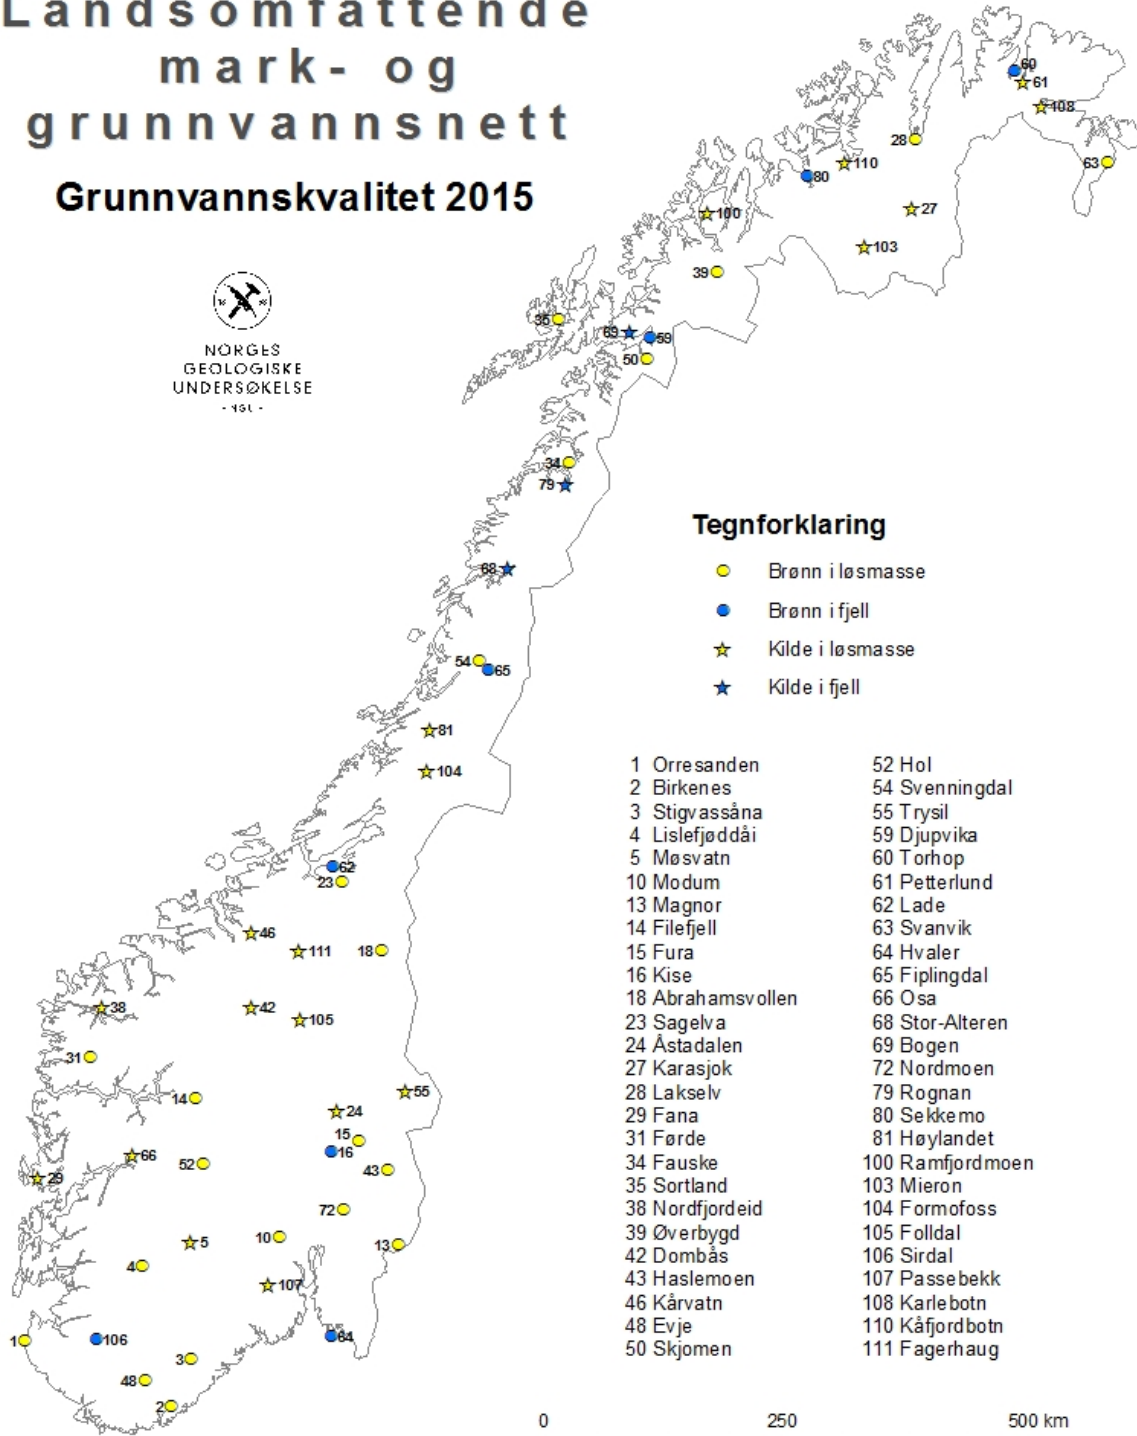 Landsomfattende
mark- og
grunnvannsnett
Grunnvannskvalitet 2015
NORGES
GEOLOGISKE
UNDERSØKELSE
- NGU -
60
61
108
28
63
110
80
100
27
103
39
35
69
59
50
34
79
68
54
65
81
104
62
23
46
111
18
38
42
105
31
14
55
24
15
16
66
52
43
29
72
5
10
13
4
107
1
106
64
3
48
2
Tegnforklaring
Brønn i løsmasse
Brønn i fjell
Kilde i løsmasse
Kilde i fjell
1 Orresanden
2 Birkenes
3 Stigvassåna
4 Lislefjøddåi
5 Møsvatn
10 Modum
13 Magnor
14 Filefjell
15 Fura
16 Kise
18 Abrahamsvollen
23 Sagelva
24 Åstadalen
27 Karasjok
28 Lakselv
29 Fana
31 Førde
34 Fauske
35 Sortland
38 Nordfjordeid
39 Øverbygd
42 Dombås
43 Haslemoen
46 Kårvatn
48 Evje
50 Skjomen
52 Hol
54 Svenningdal
55 Trysil
59 Djupvika
60 Torhop
61 Petterlund
62 Lade
63 Svanvik
64 Hvaler
65 Fiplingdal
66 Osa
68 Stor-Alteren
69 Bogen
72 Nordmoen
79 Rognan
80 Sekkemo
81 Høylandet
100 Ramfjordmoen
103 Mieron
104 Formofoss
105 Folldal
106 Sirdal
107 Passebekk
108 Karlebotn
110 Kåfjordbotn
111 Fagerhaug
0 250 500 km